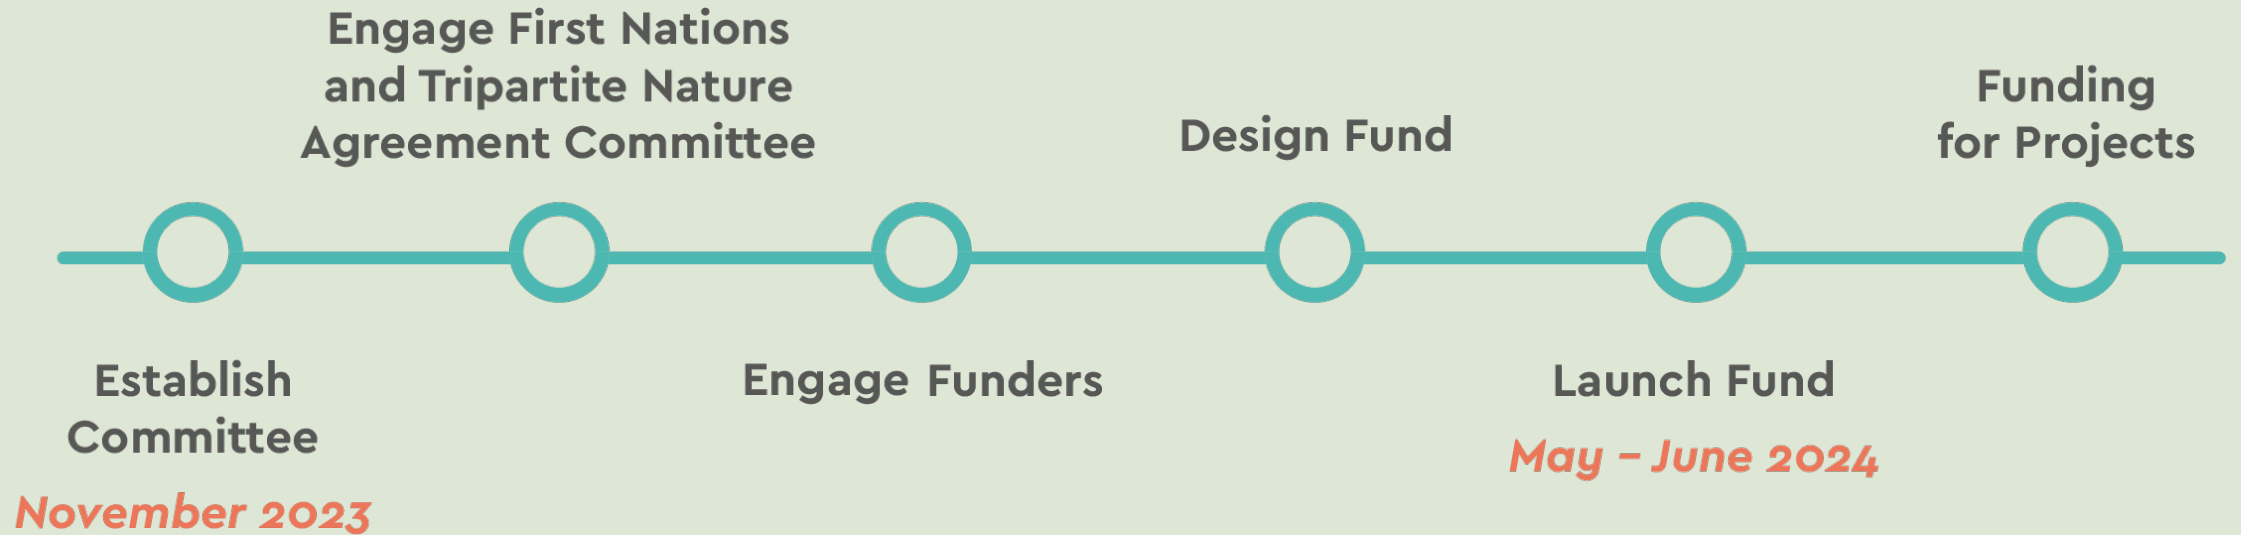 Establish
Committee
November 2023
Engage First Nations
and Tripartite Nature
Agreement Committee
Engage Funders
Design Fund
Launch Fund
May – June 2024
Funding
for Projects